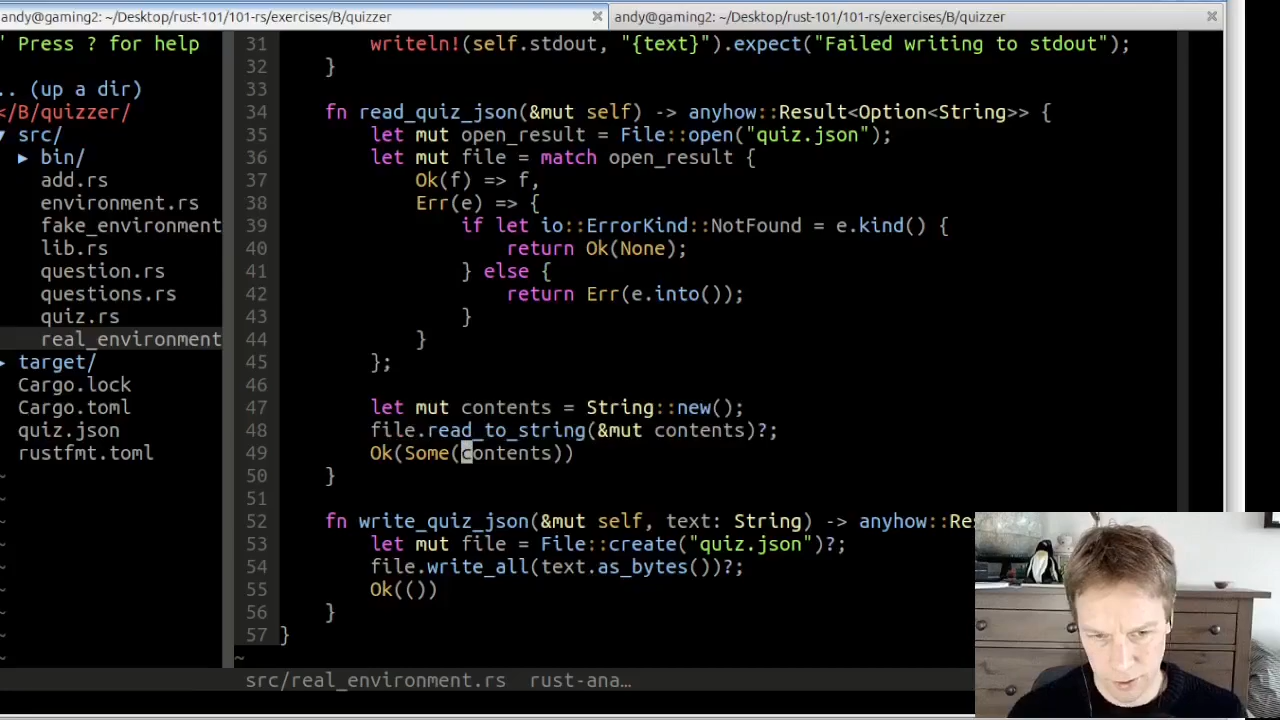 andy@gaming2: ~/Desktop/rust-101/101-rs/exercises/B/quizzer
andy@gaming2: ~/Desktop/rust-101/101-rs/exercises/B/quizzer
" Press ? for help
.. (up a dir)
</B/quizzer/
▼ src/
▶ bin/
add.rs
environment.rs
fake_environment
lib.rs
question.rs
questions.rs
quiz.rs
real_environment
▶ target/
Cargo.lock
Cargo.toml
quiz.json
rustfmt.toml
~
~
~
~
~
~
~
~
~
31         writeln!(self.stdout, "{text}").expect("Failed writing to stdout");
32     }
33
34     fn read_quiz_json(&mut self) -> anyhow::Result<Option<String>> {
35         let mut open_result = File::open("quiz.json");
36         let mut file = match open_result {
37             Ok(f) => f,
38             Err(e) => {
39                 if let io::ErrorKind::NotFound = e.kind() {
40                     return Ok(None);
41                 } else {
42                     return Err(e.into());
43                 }
44             }
45         };
46
47         let mut contents = String::new();
48         file.read_to_string(&mut contents)?;
49         Ok(Some(contents))
50     }
51
52     fn write_quiz_json(&mut self, text: String) -> anyhow::Res
53         let mut file = File::create("quiz.json")?;
54         file.write_all(text.as_bytes())?;
55         Ok(())
56     }
57 }
~
src/real_environment.rs  rust-ana…